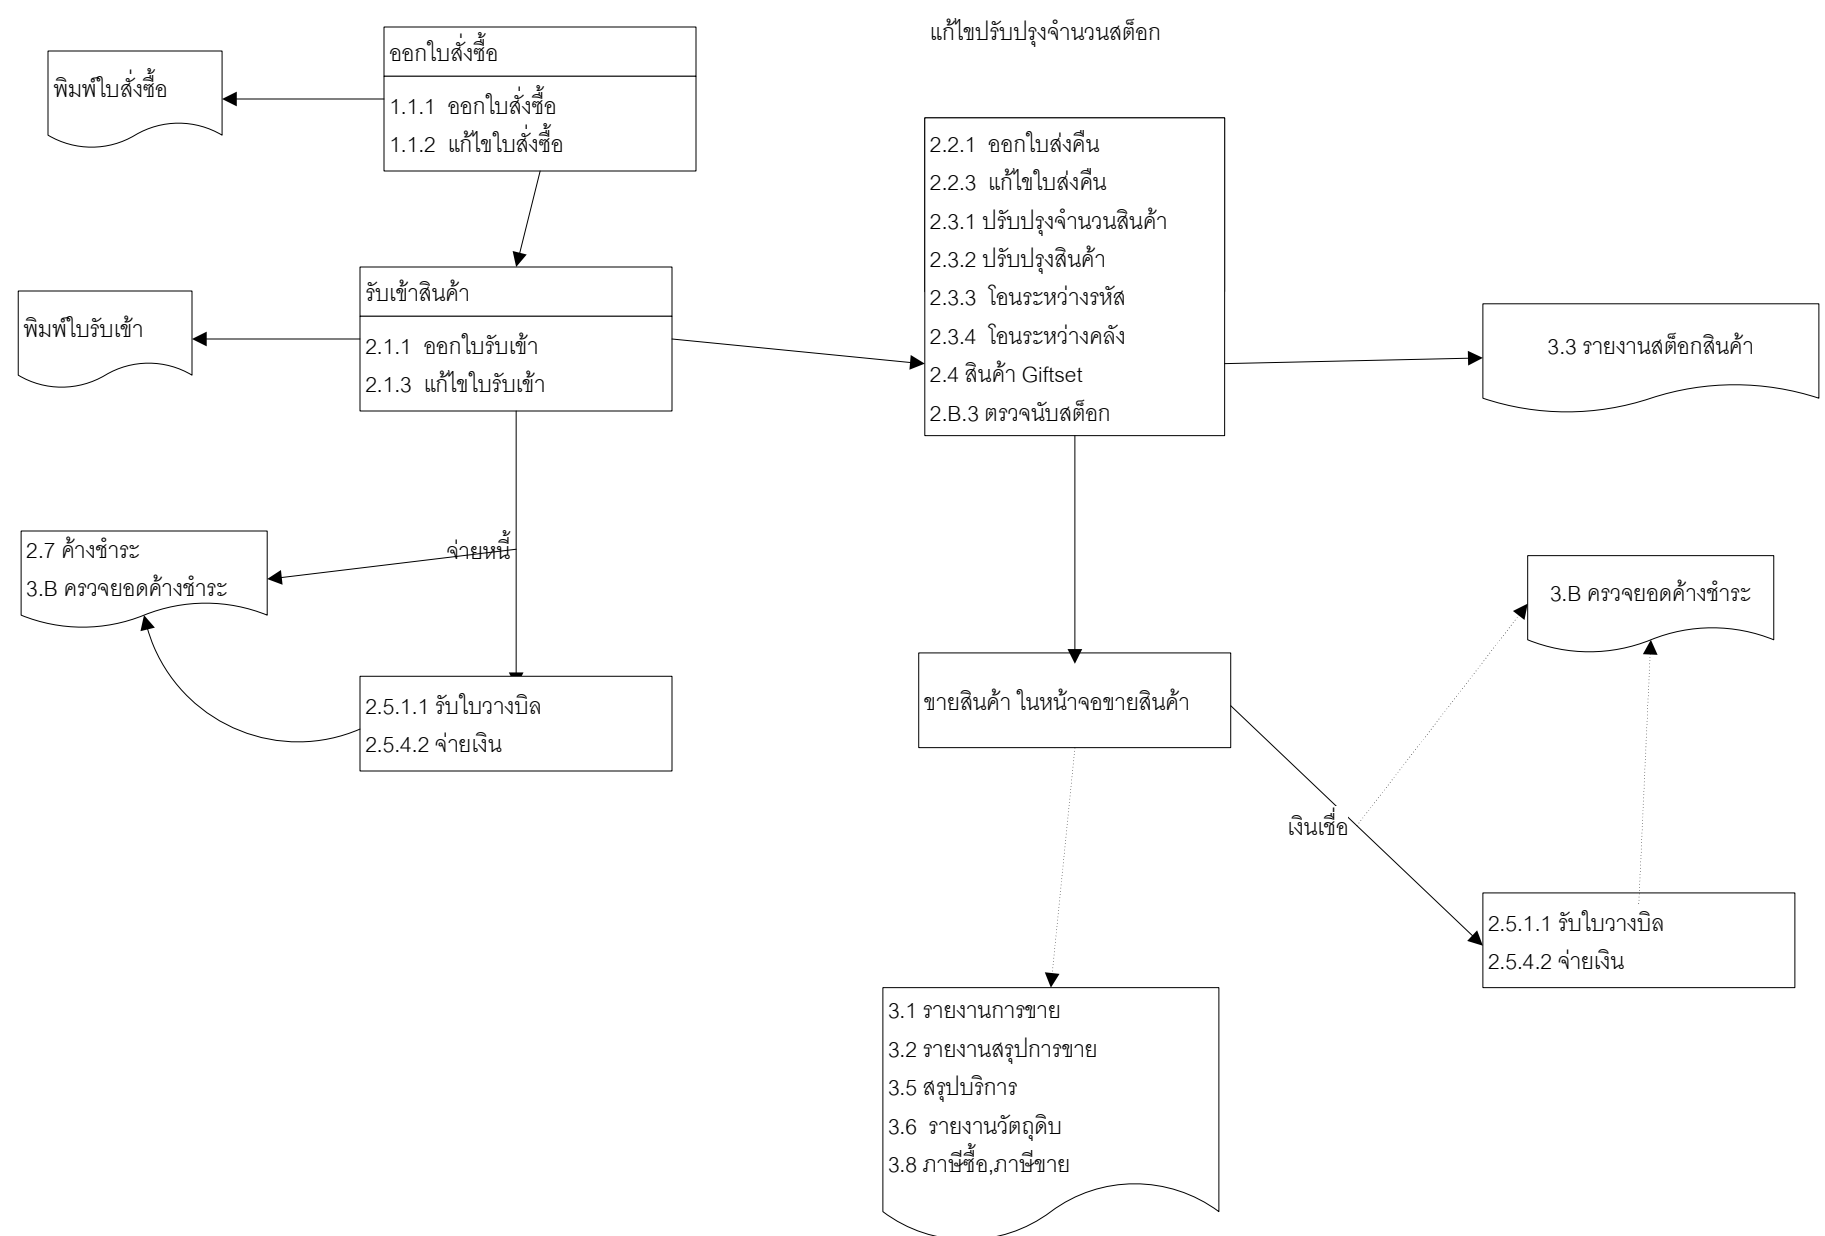 แก้ไขปรับปรุงจำนวนสต็อก
ออกใบสั่งซื้อ
1.1.1 ออกใบสั่งซื้อ
1.1.2 แก้ไขใบสั่งซื้อ
พิมพ์ใบสั่งซื้อ
รับเข้าสินค้า
2.1.1 ออกใบรับเข้า
2.1.3 แก้ไขใบรับเข้า
พิมพ์ใบรับเข้า
2.2.1 ออกใบส่งคืน
2.2.3 แก้ไขใบส่งคืน
2.3.1 ปรับปรุงจำนวนสินค้า
2.3.2 ปรับปรุงสินค้า
2.3.3 โอนระหว่างรหัส
2.3.4 โอนระหว่างคลัง
2.4 สินค้า Giftset
2.B.3 ตรวจนับสต็อก
3.3 รายงานสต็อกสินค้า
จ่ายหนี้
2.7 ค้างชำระ
3.B ครวจยอดค้างชำระ
2.5.1.1 รับใบวางบิล
2.5.4.2 จ่ายเงิน
ขายสินค้า ในหน้าจอขายสินค้า
3.B ครวจยอดค้างชำระ
เงินเชื่อ
2.5.1.1 รับใบวางบิล
2.5.4.2 จ่ายเงิน
3.1 รายงานการขาย
3.2 รายงานสรุปการขาย
3.5 สรุปบริการ
3.6 รายงานวัตถุดิบ
3.8 ภาษีซื้อ,ภาษีขาย